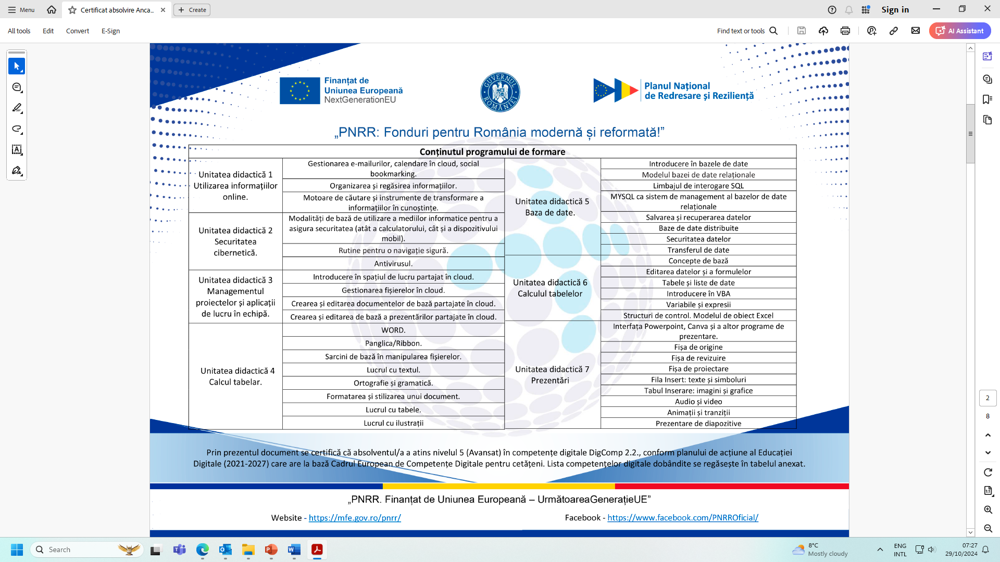 Menu
Certificat absolvire Anca...
Create
Sign in
All tools
Edit
Convert
E-Sign
Find text or tools
AI Assistant
Finanțat de
Uniunea Europeană
NextGenerationEU
GUVERNUL ROMÂNIEI
Planul Național
de Redresare și Reziliență
„PNRR: Fonduri pentru România modernă și reformată!”
Conținutul programului de formare
Unitatea didactică 1
Utilizarea informațiilor
online.
Gestionarea e-mailurilor, calendare în cloud, social
bookmarking.
Organizarea și regăsirea informațiilor.
Motoare de căutare și instrumente de transformare a
informațiilor în cunoștințe.
Unitatea didactică 2
Securitatea
cibernetică.
Modalități de bază de utilizare a mediilor informatice pentru a
asigura securitatea (atât a calculatorului, cât și a dispozitivului
mobil).
Rutine pentru o navigație sigură.
Antivirusul.
Unitatea didactică 3
Managementul
proiectelor și aplicații
de lucru în echipă.
Introducere în spațiul de lucru partajat în cloud.
Gestionarea fișierelor în cloud.
Crearea și editarea documentelor de bază partajate în cloud.
Crearea și editarea de bază a prezentărilor partajate în cloud.
Unitatea didactică 4
Calcul tabelar.
WORD.
Panglica/Ribbon.
Sarcini de bază în manipularea fișierelor.
Lucrul cu textul.
Ortografie și gramatică.
Formatarea și stilizarea unui document.
Lucrul cu tabele.
Lucrul cu ilustrații
Unitatea didactică 5
Baza de date.
Introducere în bazele de date
Modelul bazei de date relaționale
Limbajul de interogare SQL
MYSQL ca sistem de management al bazelor de date
relaționale
Salvarea și recuperarea datelor
Baze de date distribuite
Securitatea datelor
Transferul de date
Unitatea didactică 6
Calculul tabelelor
Concepte de bază
Editarea datelor și a formulelor
Tabele și liste de date
Introducere în VBA
Variabile și expresii
Structuri de control. Modelul de obiect Excel
Unitatea didactică 7
Prezentări
Interfața Powerpoint, Canva și a altor programe de
prezentare.
Fișa de origine
Fișa de revizuire
Fișa de proiectare
Fila Insert: texte și simboluri
Tabul Inserare: imagini și grafice
Audio și video
Animații și tranziții
Prezentare de diapozitive
Prin prezentul document se certifică că absolventul/a a atins nivelul 5 (Avansat) în competențe digitale DigComp 2.2., conform planului de acțiune al Educației
Digitale (2021-2027) care are la bază Cadrul European de Competențe Digitale pentru cetățeni. Lista competențelor digitale dobândite se regăsește în tabelul anexat.
„PNRR. Finanțat de Uniunea Europeană – UrmătoareaGenerațieUE”
Website - https://mfe.gov.ro/pnrr/
Facebook - https://www.facebook.com/PNRROficial/
2
8
Search
8°C
Mostly cloudy
ENG
INTL
07:27
29/10/2024